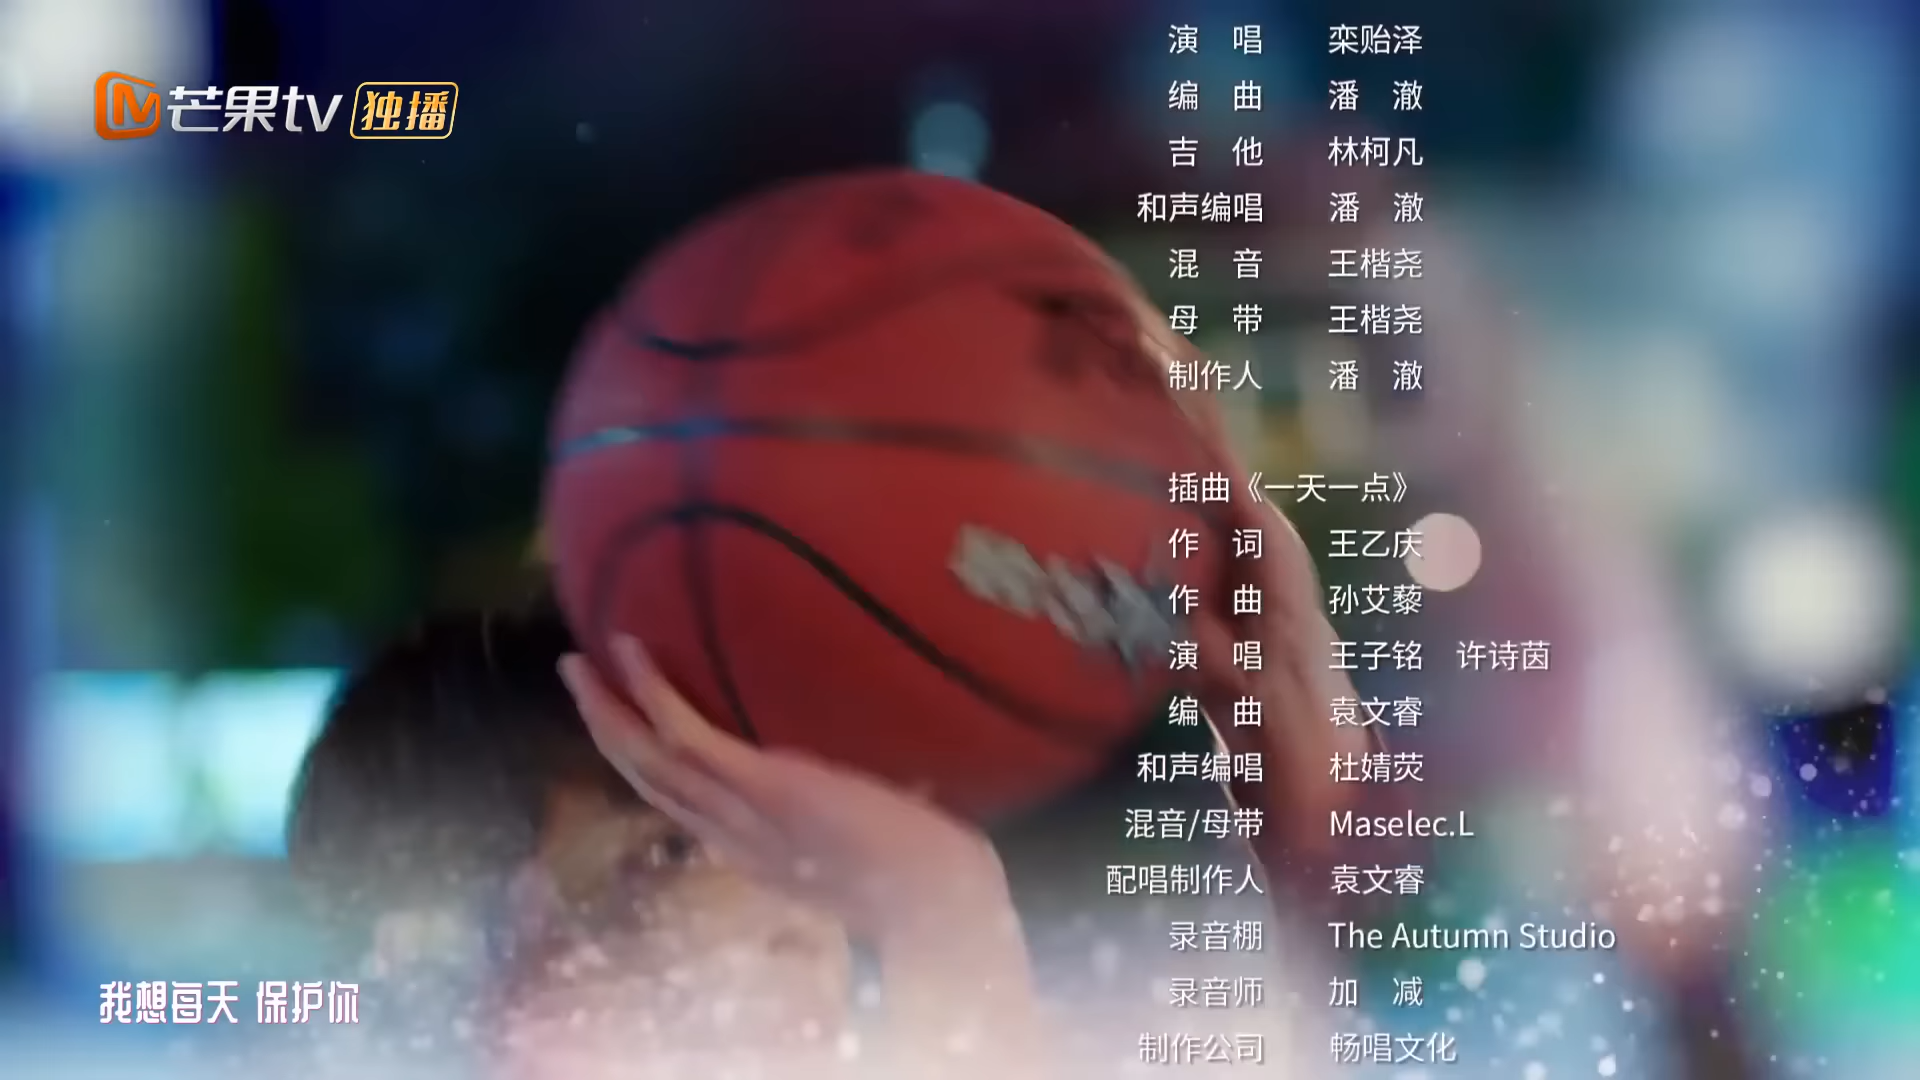 芒果tv 独播
演 唱 栾贻泽
编 曲 潘 澈
吉 他 林柯凡
和声编唱 潘 澈
混 音 王楷尧
母 带 王楷尧
制作人 潘 澈
插曲《一天一点》
作 词 王乙庆
作 曲 孙艾藜
演 唱 王子铭 许诗茵
编 曲 袁文睿
和声编唱 杜婧荧
混音/母带 Maselec.L
配唱制作人 袁文睿
录音棚 The Autumn Studio
录音师 加 减
制作公司 畅唱文化
我想每天 保护你